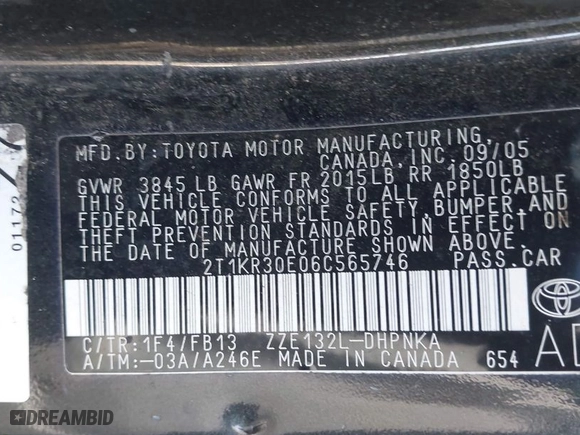 MFD. BY: TOYOTA MOTOR MANUFACTURING
CANADA, INC. 09/05
GVWR 3845 LB GAWR FR 2015LB RR 1850LB
THIS VEHICLE CONFORMS TO ALL APPLICABLE
FEDERAL MOTOR VEHICLE SAFETY, BUMPER, AND
THEFT PREVENTION STANDARDS IN EFFECT ON
THE DATE OF MANUFACTURE SHOWN ABOVE.
2T1KR30E06C565746 PASS. CAR
C/TR: 1F4/FB13 ZZE132L-DHPNKA
A/TM: -03A/A246E MADE IN CANADA 654
TOYOTA
01172
DREAMBID